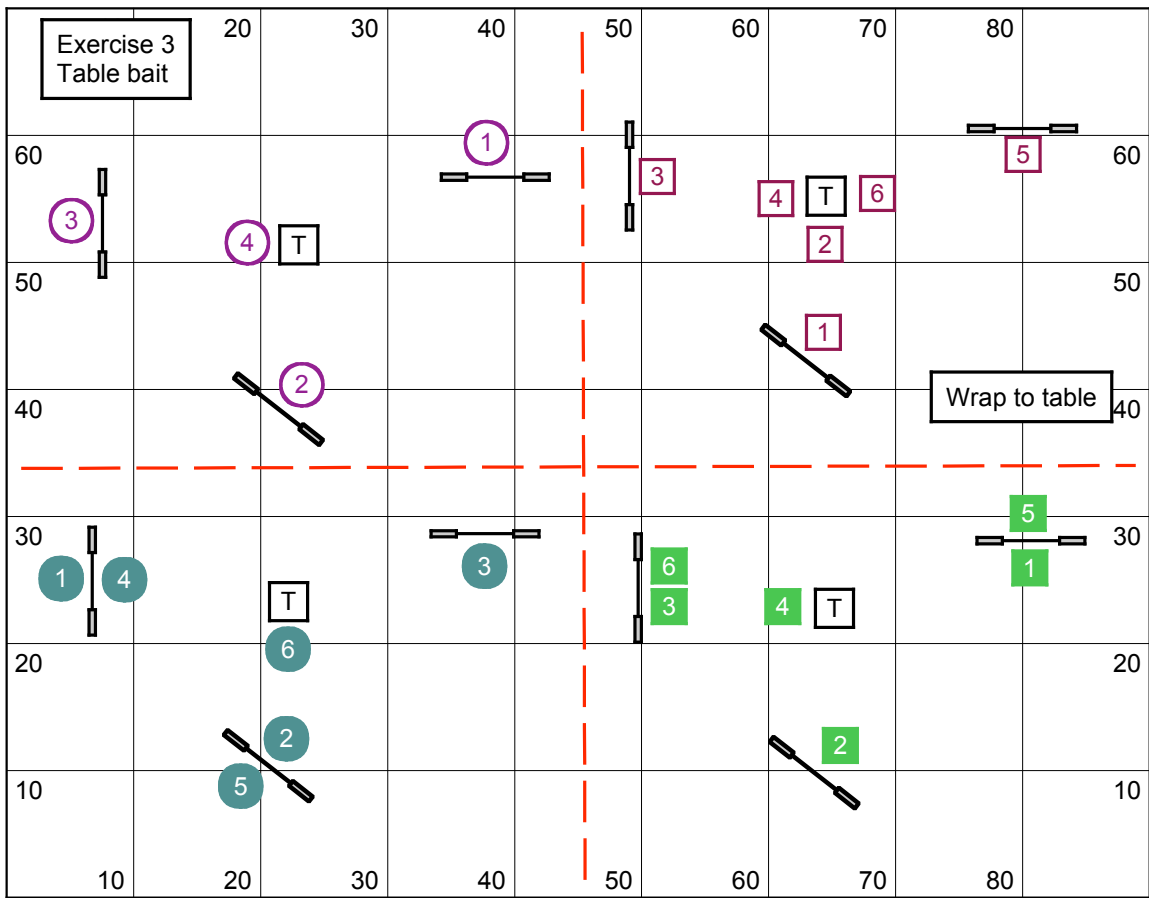 20 30 40 50 60 70 80
Exercise 3
Table bait
1
60 60
3
5
3
4 T 6
4 T
2
50 50
1
2
40 Wrap to table 40
30 5 30
1 4 3 6 1
T 3 4 T
20 6 20
2 2
5
10 10
10 20 30 40 50 60 70 80